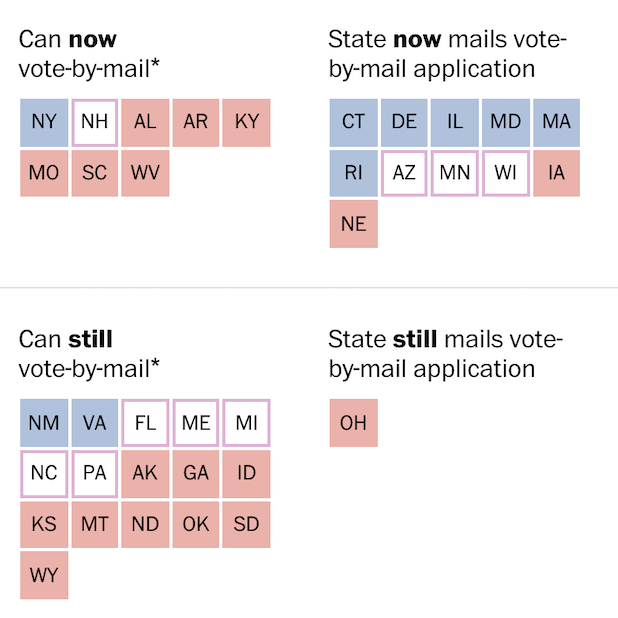 Can now
vote-by-mail*
NY NH AL AR KY
MO SC WV
State now mails vote-
by-mail application
CT DE IL MD MA
RI AZ MN WI IA
NE
Can still
vote-by-mail*
NM VA FL ME MI
NC PA AK GA ID
KS MT ND OK SD
WY
State still mails vote-
by-mail application
OH